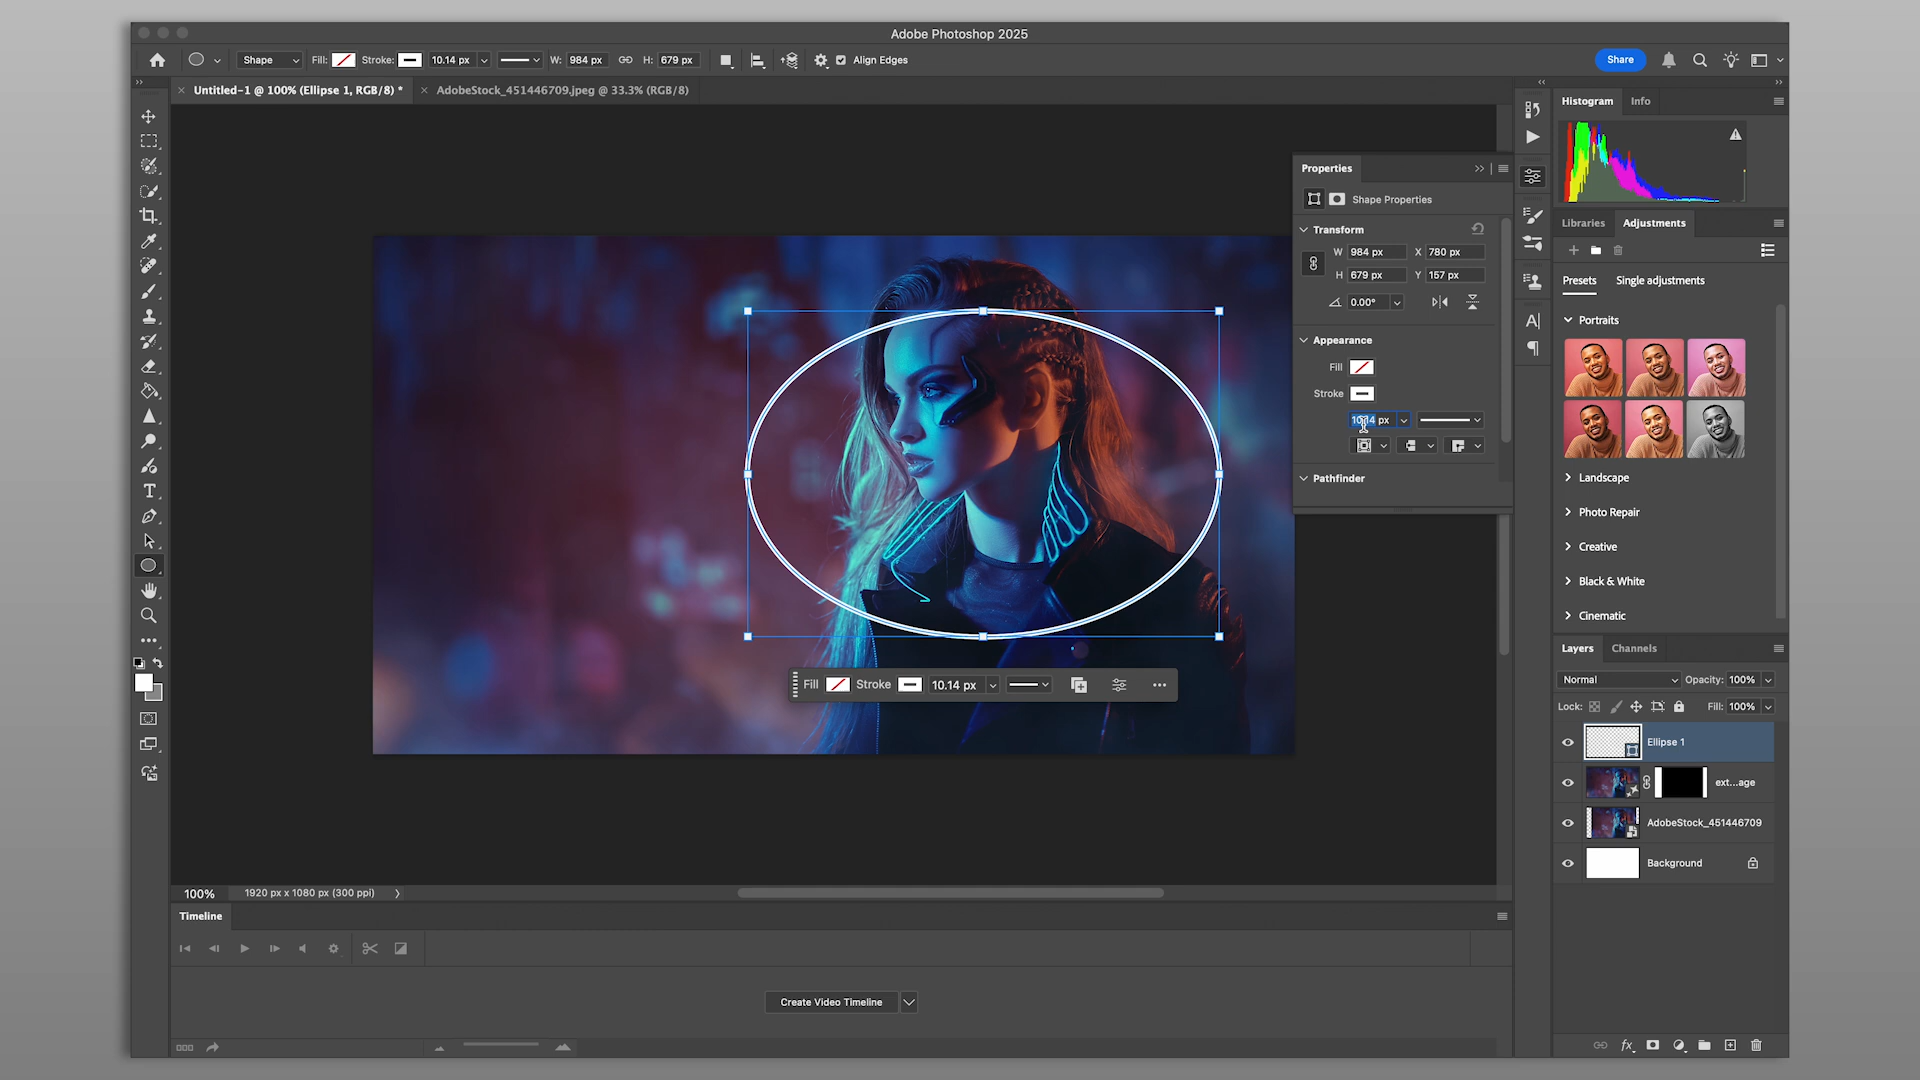 Adobe Photoshop 2025
Shape Fill: Stroke: 10.14 px W: 984 px H: 679 px Align Edges Share
Untitled-1 @ 100% (Ellipse 1, RGB/8) * AdobeStock_451446709.jpeg @ 33.3% (RGB/8)
Histogram Info
Properties
Shape Properties
Transform
W 984 px X 780 px
H 679 px Y 157 px
0.00°
Appearance
Fill
Stroke
10.14 px
Pathfinder
Libraries Adjustments
Presets Single adjustments
Portraits
Landscape
Photo Repair
Creative
Black & White
Cinematic
Fill Stroke 10.14 px
Layers Channels
Normal Opacity: 100%
Lock: Fill: 100%
Ellipse 1
ext...age
AdobeStock_451446709
Background
100% 1920 px x 1080 px (300 ppi)
Timeline
Create Video Timeline